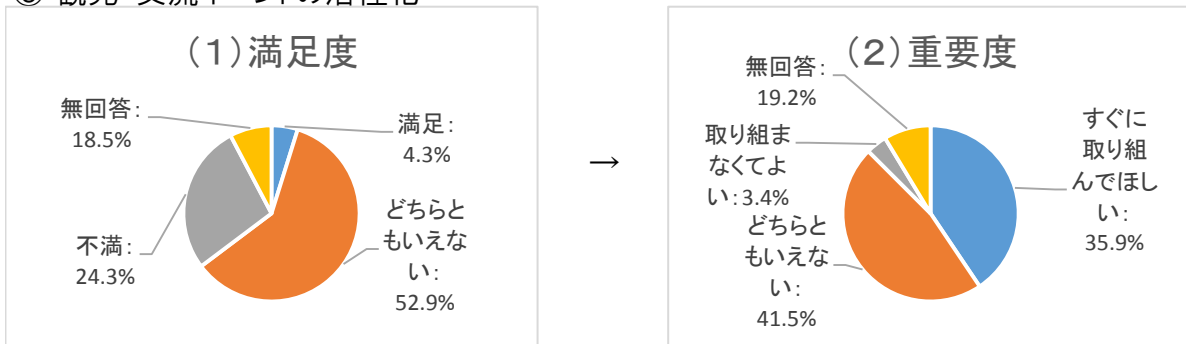 (1)満足度
無回答:
18.5%
満足:
4.3%
どちらと
もいえな
い:
52.9%
不満:
24.3%
→
(2)重要度
無回答:
19.2%
すぐに
取り組
んでほし
い:
35.9%
取り組ま
なくてよ
い:3.4%
どちらと
もいえな
い:
41.5%